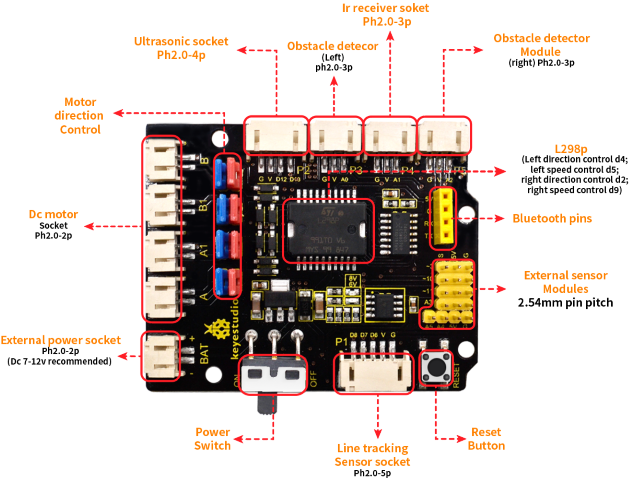 Ir receiver soket
Ph2.0-3p
Ultrasonic socket
Ph2.0-4p
Obstacle detecor
(Left)
ph2.0-3p
Obstacle detector
Module
(right) Ph2.0-3p
Motor
direction
Control
L298p
(Left direction control d4;
left speed control d5;
right direction control d2;
right speed control d9)
Dc motor
Socket
Ph2.0-2p
Bluetooth pins
External sensor
Modules
2.54mm pin pitch
External power socket
Ph2.0-2p
(Dc 7-12v recommended)
Power
Switch
Line tracking
Sensor socket
Ph2.0-5p
Reset
Button
B
B1
A1
A
BAT
+
-
keyestudio
ON
OFF
P2
P3
P4
P5
G V D12 D13
G V A0
G V A1
8V
6V
P1
D8 D7 D6 V G
RESET